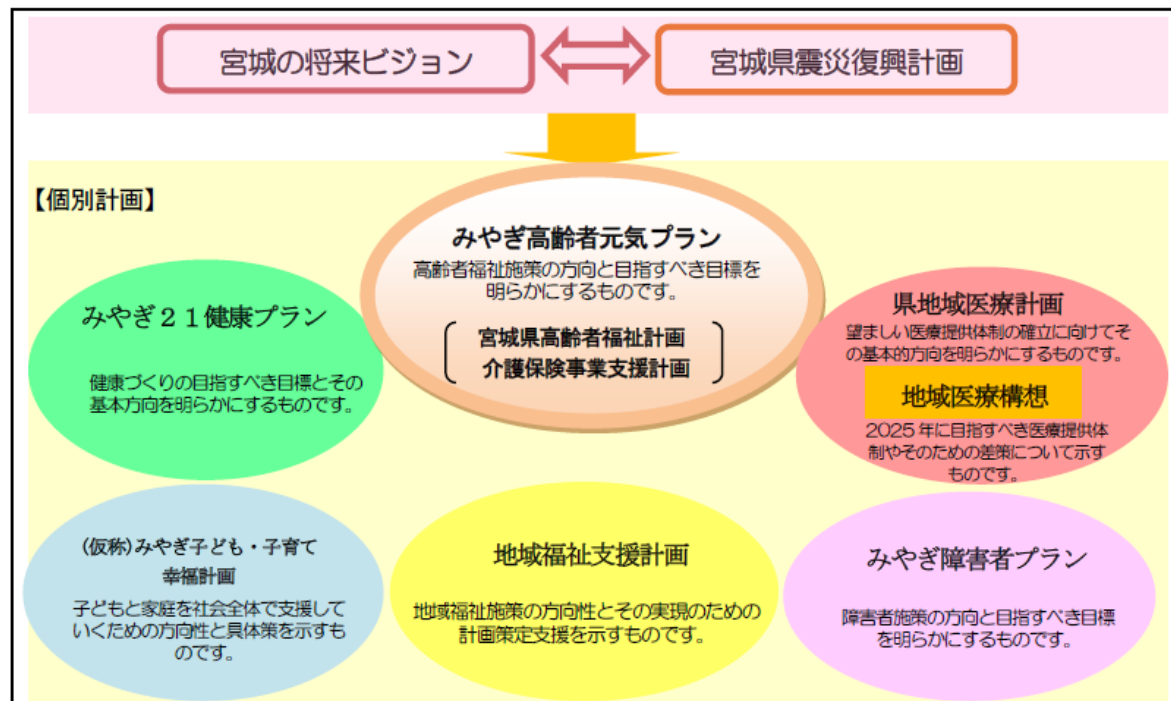 宮城の将来ビジョン
宮城県震災復興計画
【個別計画】
みやぎ高齢者元気プラン
高齢者福祉施策の方向と目指すべき目標を
明らかにするものです。
宮城県高齢者福祉計画
介護保険事業支援計画
みやぎ21健康プラン
健康づくりの目指すべき目標とその
基本方向を明らかにするものです。
県地域医療計画
望ましい医療提供体制の確立に向けてそ
の基本的方向を明らかにするものです。
地域医療構想
2025年に目指すべき医療提供体
制やそのための差策について示す
ものです。
(仮称)みやぎ子ども・子育て
幸福計画
子どもと家庭を社会全体で支援して
いくための方向性と具体策を示すも
のです。
地域福祉支援計画
地域福祉施策の方向性とその実現のための
計画策定支援を示すものです。
みやぎ障害者プラン
障害者施策の方向と目指すべき目標
を明らかにするものです。